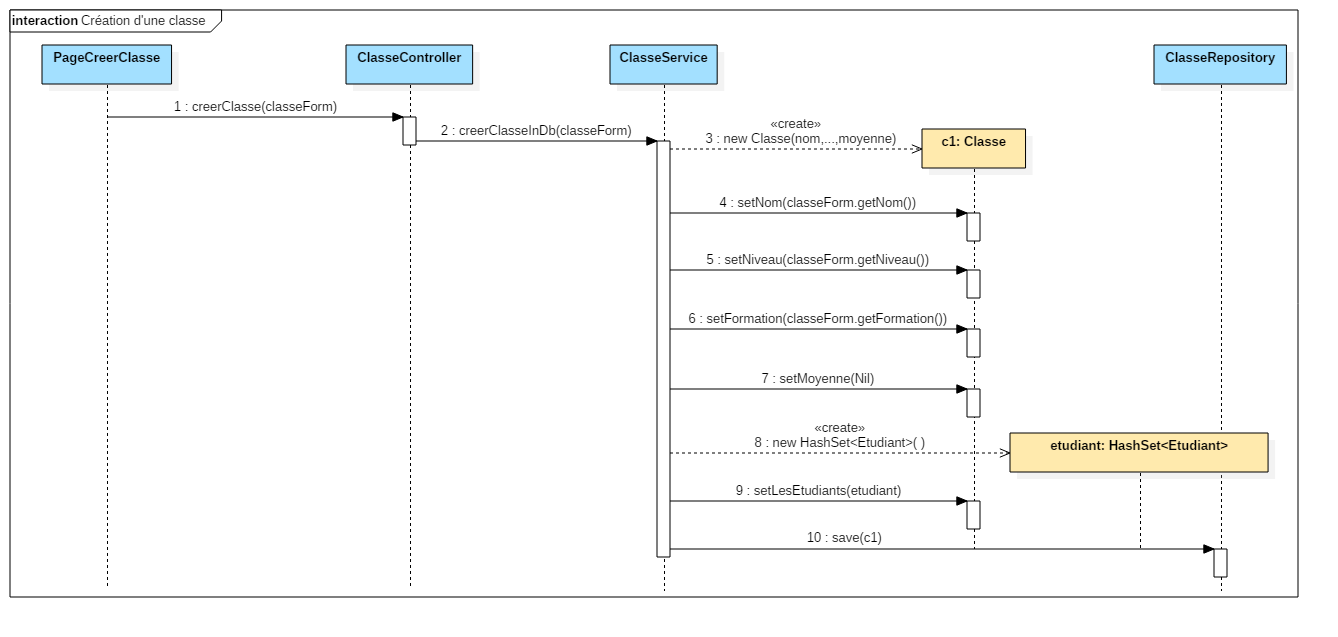 interaction Création d'une classe
PageCreerClasse
ClasseController
ClasseService
ClasseRepository
1 : creerClasse(classeForm)
2 : creerClasseInDb(classeForm)
«create»
3 : new Classe(nom,...,moyenne)
c1: Classe
4 : setNom(classeForm.getNom())
5 : setNiveau(classeForm.getNiveau())
6 : setFormation(classeForm.getFormation())
7 : setMoyenne(Nil)
«create»
8 : new HashSet<Etudiant>( )
etudiant: HashSet<Etudiant>
9 : setLesEtudiants(etudiant)
10 : save(c1)